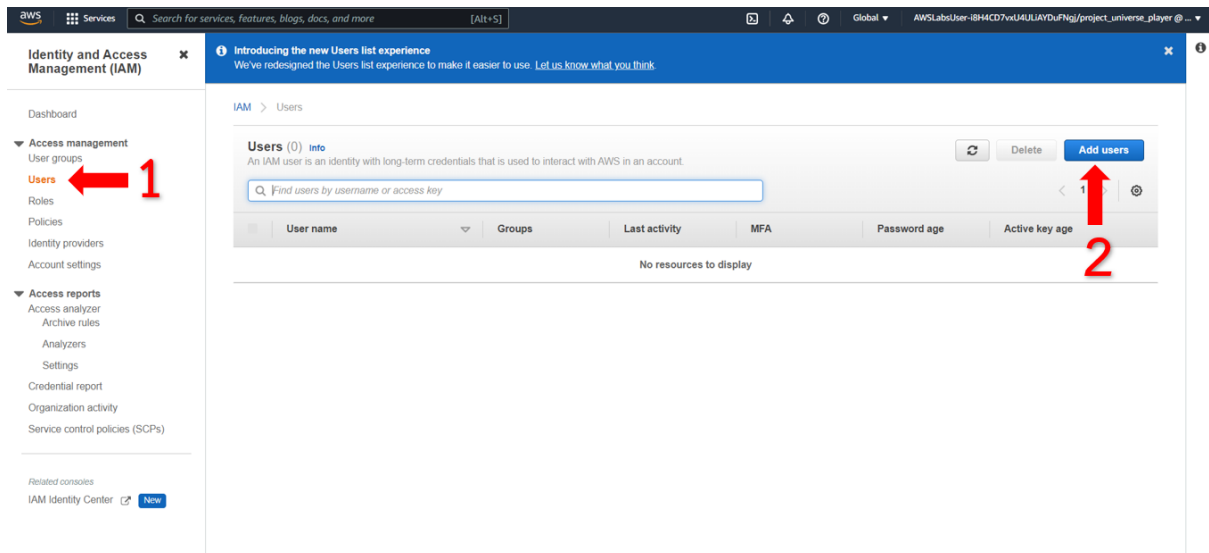 aws Services Search for services, features, blogs, docs, and more [Alt+S] Global AWSLabsUser-i8H4CD7vxU4ULiAYDuFNgj/project_universe_player @ ...
Identity and Access
Management (IAM)
Introducing the new Users list experience
We've redesigned the Users list experience to make it easier to use. Let us know what you think.
Dashboard
Access management
User groups
Users
1
Roles
Policies
Identity providers
Account settings
Access reports
Access analyzer
Archive rules
Analyzers
Settings
Credential report
Organization activity
Service control policies (SCPs)
Related consoles
IAM Identity Center New
IAM > Users
Users (0) Info
An IAM user is an identity with long-term credentials that is used to interact with AWS in an account.
Delete Add users
Find users by username or access key
1
2
User name Groups Last activity MFA Password age Active key age
No resources to display